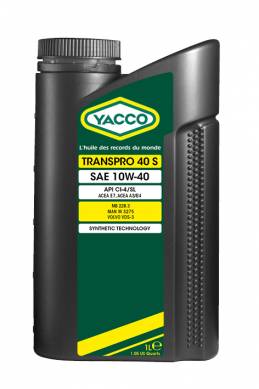 YACCO
L'huile des records du monde
TRANSPRO 40 S
SAE 10W-40
API CI-4/SL
ACEA E7, ACEA A3/B4
MB 228.3
MAN M 3275
VOLVO VDS-3
SYNTHETIC TECHNOLOGY
1L
1.05 US Quarts